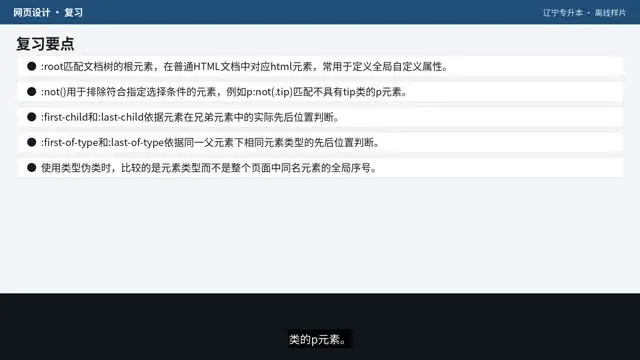 网页设计 • 复习
辽宁专升本 • 离线样片
复习要点
● :root匹配文档树的根元素，在普通HTML文档中对应html元素，常用于定义全局自定义属性。
● :not()用于排除符合指定选择条件的元素，例如p:not(.tip)匹配不具有tip类的p元素。
● :first-child和:last-child依据元素在兄弟元素中的实际先后位置判断。
● :first-of-type和:last-of-type依据同一父元素下相同元素类型的先后位置判断。
● 使用类型伪类时，比较的是元素类型而不是整个页面中同名元素的全局序号。
类的p元素。